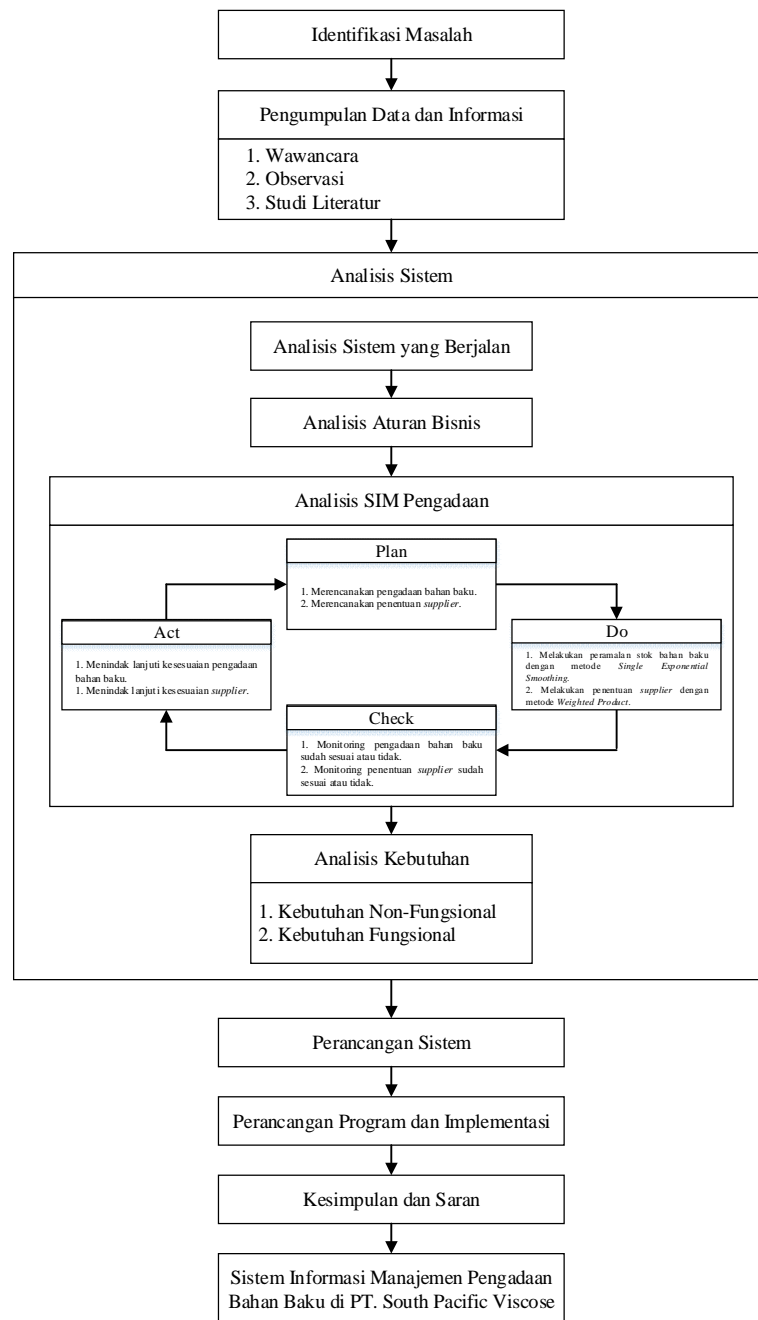 Identifikasi Masalah
Pengumpulan Data dan Informasi
1. Wawancara
2. Observasi
3. Studi Literatur
Analisis Sistem
Analisis Sistem yang Berjalan
Analisis Aturan Bisnis
Analisis SIM Pengadaan
Plan
1. Merencanakan pengadaan bahan baku.
2. Merencanakan penentuan supplier.
Act
1. Menindak lanjuti kesesuaian pengadaan
bahan baku.
1. Menindak lanjuti kesesuaian supplier.
Do
1. Melakukan peramalan stok bahan baku
dengan metode Single Exponential
Smoothing.
2. Melakukan penentuan supplier dengan
metode Weighted Product.
Check
1. Monitoring pengadaan bahan baku
sudah sesuai atau tidak.
2. Monitoring penentuan supplier sudah
sesuai atau tidak.
Analisis Kebutuhan
1. Kebutuhan Non-Fungsional
2. Kebutuhan Fungsional
Perancangan Sistem
Perancangan Program dan Implementasi
Kesimpulan dan Saran
Sistem Informasi Manajemen Pengadaan
Bahan Baku di PT. South Pacific Viscose